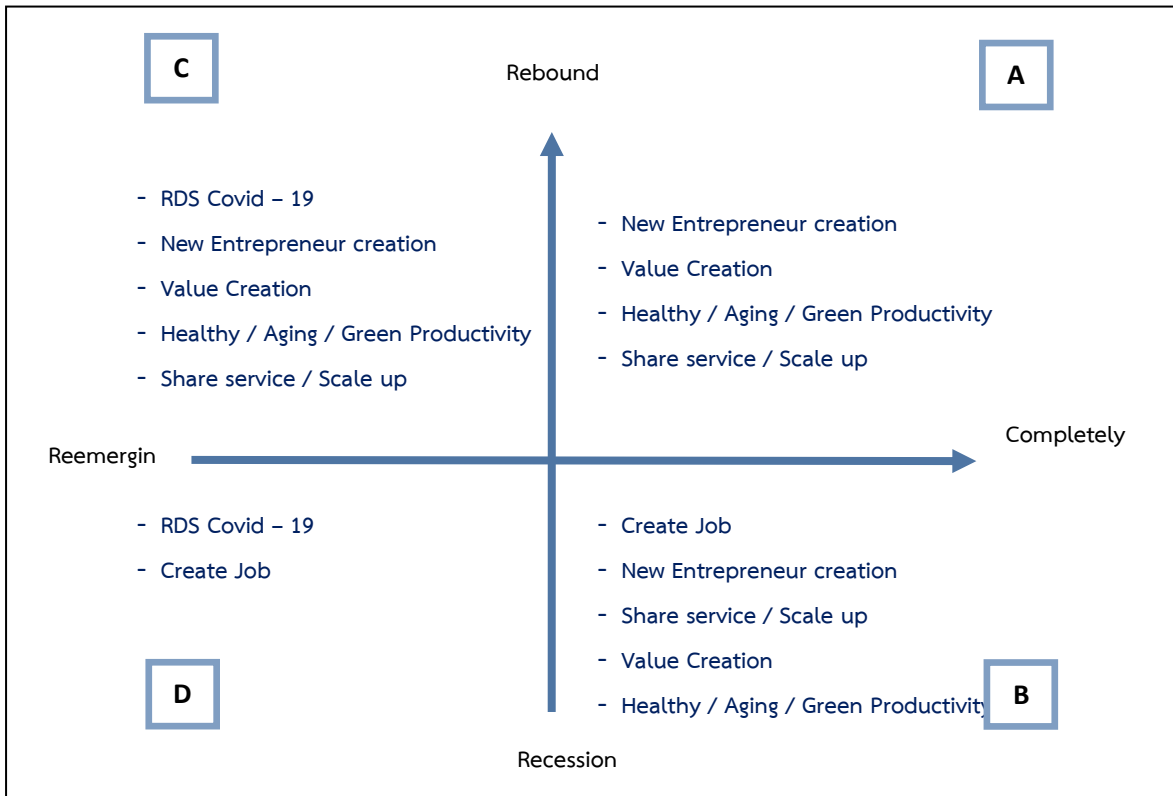 C
Rebound
A
- RDS Covid – 19
- New Entrepreneur creation
- Value Creation
- Healthy / Aging / Green Productivity
- Share service / Scale up
- New Entrepreneur creation
- Value Creation
- Healthy / Aging / Green Productivity
- Share service / Scale up
Reemergin
Completely
- RDS Covid – 19
- Create Job
- Create Job
- New Entrepreneur creation
- Share service / Scale up
- Value Creation
- Healthy / Aging / Green Productivity
D
B
Recession